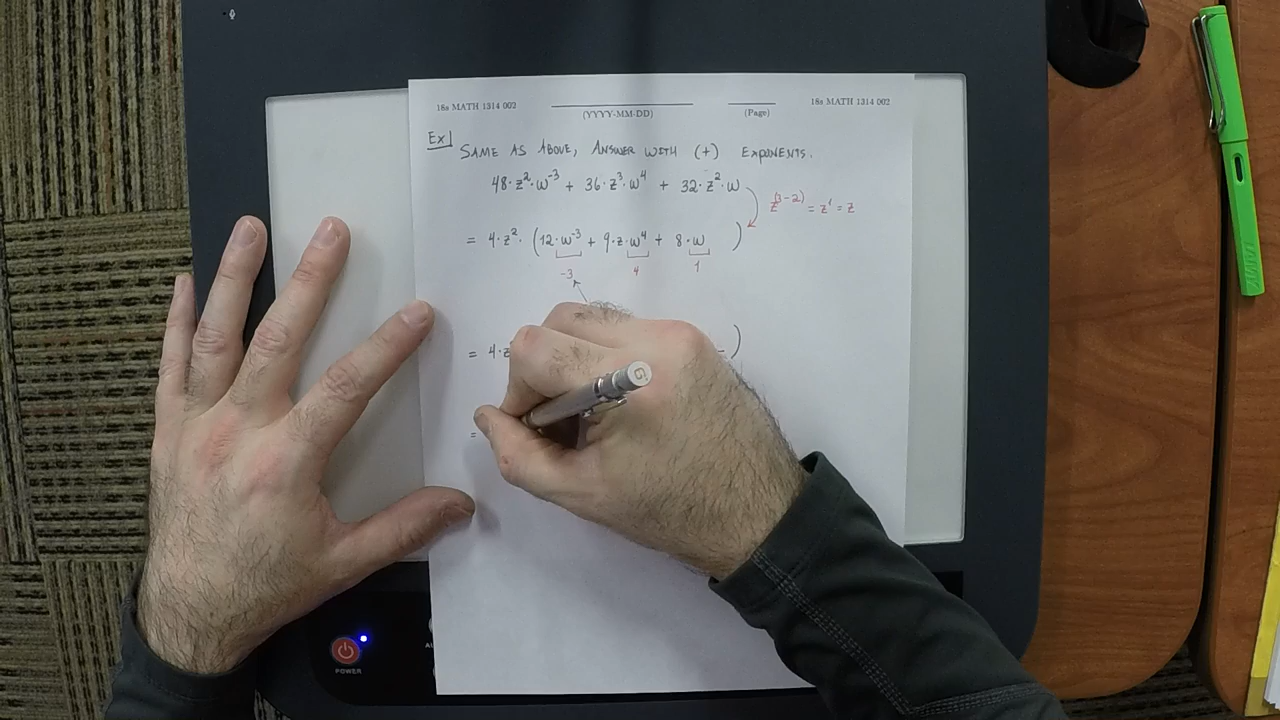 18s MATH 1314 002 (YYYY-MM-DD) (Page) 18s MATH 1314 002
Ex] SAME AS ABOVE, ANSWER WITH (+) EXPONENTS.
48·z²·w⁻³ + 36·z³·w⁴ + 32·z²·w
z⁽³⁻²⁾ = z¹ = z
= 4·z²·(12·w⁻³ + 9·z·w⁴ + 8·w )
-3 4 1
= 4·z )
=
POWER